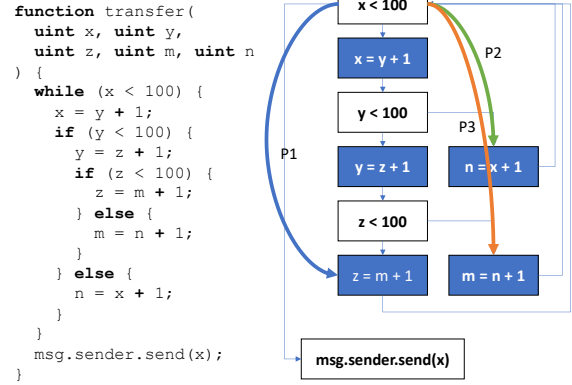 function transfer(
uint x, uint y,
uint z, uint m, uint n
) {
while (x < 100) {
x = y + 1;
if (y < 100) {
y = z + 1;
if (z < 100) {
z = m + 1;
} else {
m = n + 1;
}
} else {
n = x + 1;
}
}
msg.sender.send(x);
}
x < 100
x = y + 1
P2
y < 100
P3
P1
y = z + 1
n = x + 1
z < 100
z = m + 1
m = n + 1
msg.sender.send(x)